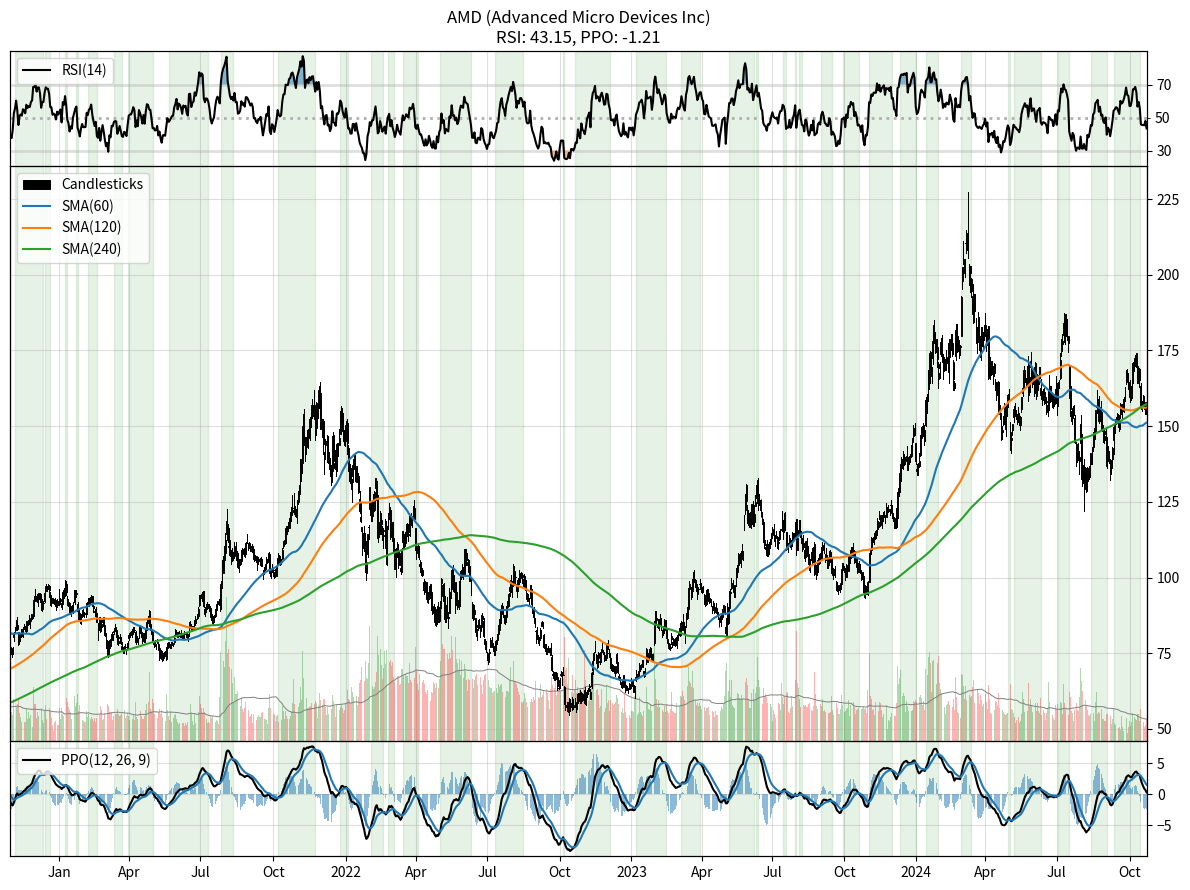 AMD (Advanced Micro Devices Inc)
RSI: 43.15, PPO: -1.21
RSI(14)
70
50
30
Candlesticks
SMA(60)
SMA(120)
SMA(240)
225
200
175
150
125
100
75
50
PPO(12, 26, 9)
5
0
−5
Jan Apr Jul Oct 2022 Apr Jul Oct 2023 Apr Jul Oct 2024 Apr Jul Oct